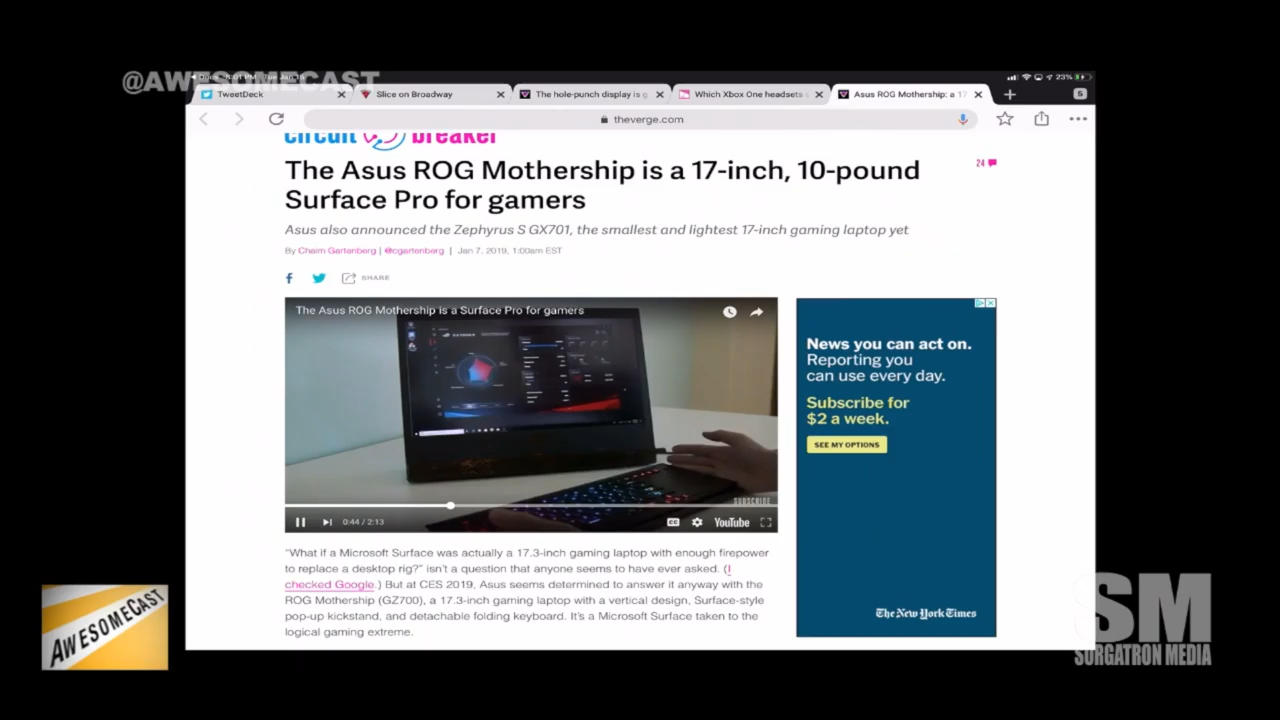 @AWESOMECAST
23%
TweetDeck
Slice on Broadway
The hole-punch display is g
Which Xbox One headsets
Asus ROG Mothership: a 17
5
theverge.com
circuit breaker
The Asus ROG Mothership is a 17-inch, 10-pound
Surface Pro for gamers
24
Asus also announced the Zephyrus S GX701, the smallest and lightest 17-inch gaming laptop yet
By Chaim Gartenberg | @cgartenberg | Jan 7, 2019, 1:00am EST
SHARE
The Asus ROG Mothership is a Surface Pro for gamers
SUBSCRIBE
0:44 / 2:13
CC
YouTube
"What if a Microsoft Surface was actually a 17.3-inch gaming laptop with enough firepower
to replace a desktop rig?" isn't a question that anyone seems to have ever asked. (I
checked Google.) But at CES 2019, Asus seems determined to answer it anyway with the
ROG Mothership (GZ700), a 17.3-inch gaming laptop with a vertical design, Surface-style
pop-up kickstand, and detachable folding keyboard. It's a Microsoft Surface taken to the
logical gaming extreme.
News you can act on.
Reporting you
can use every day.
Subscribe for
$2 a week.
SEE MY OPTIONS
The New York Times
AWESOMECAST
SM
SORGATRON MEDIA